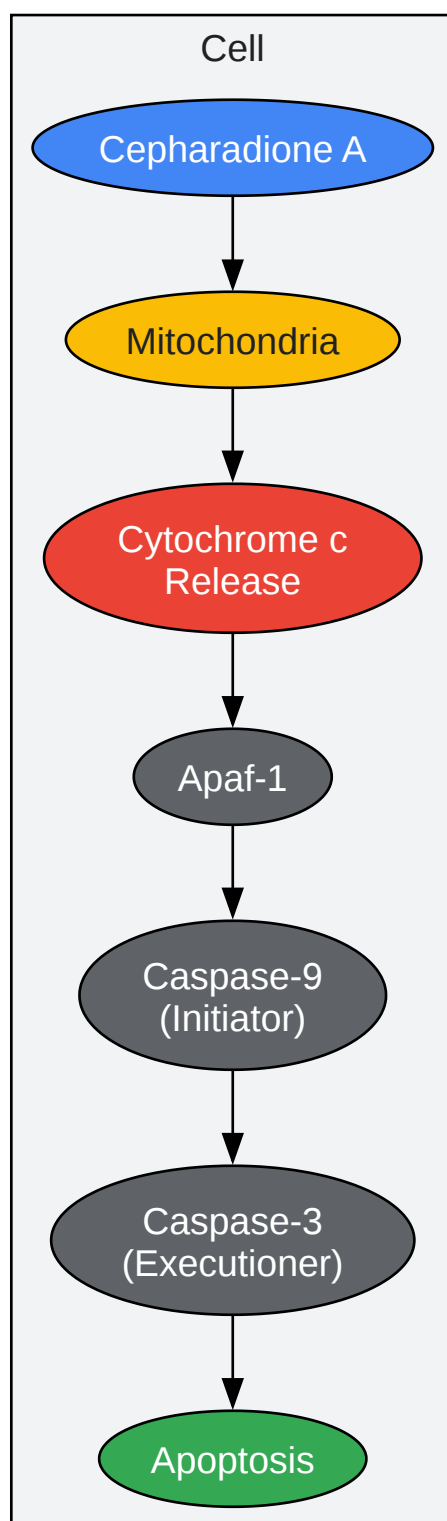 Cell
Cepharadione A
Mitochondria
Cytochrome c
Release
Apaf-1
Caspase-9
(Initiator)
Caspase-3
(Executioner)
Apoptosis